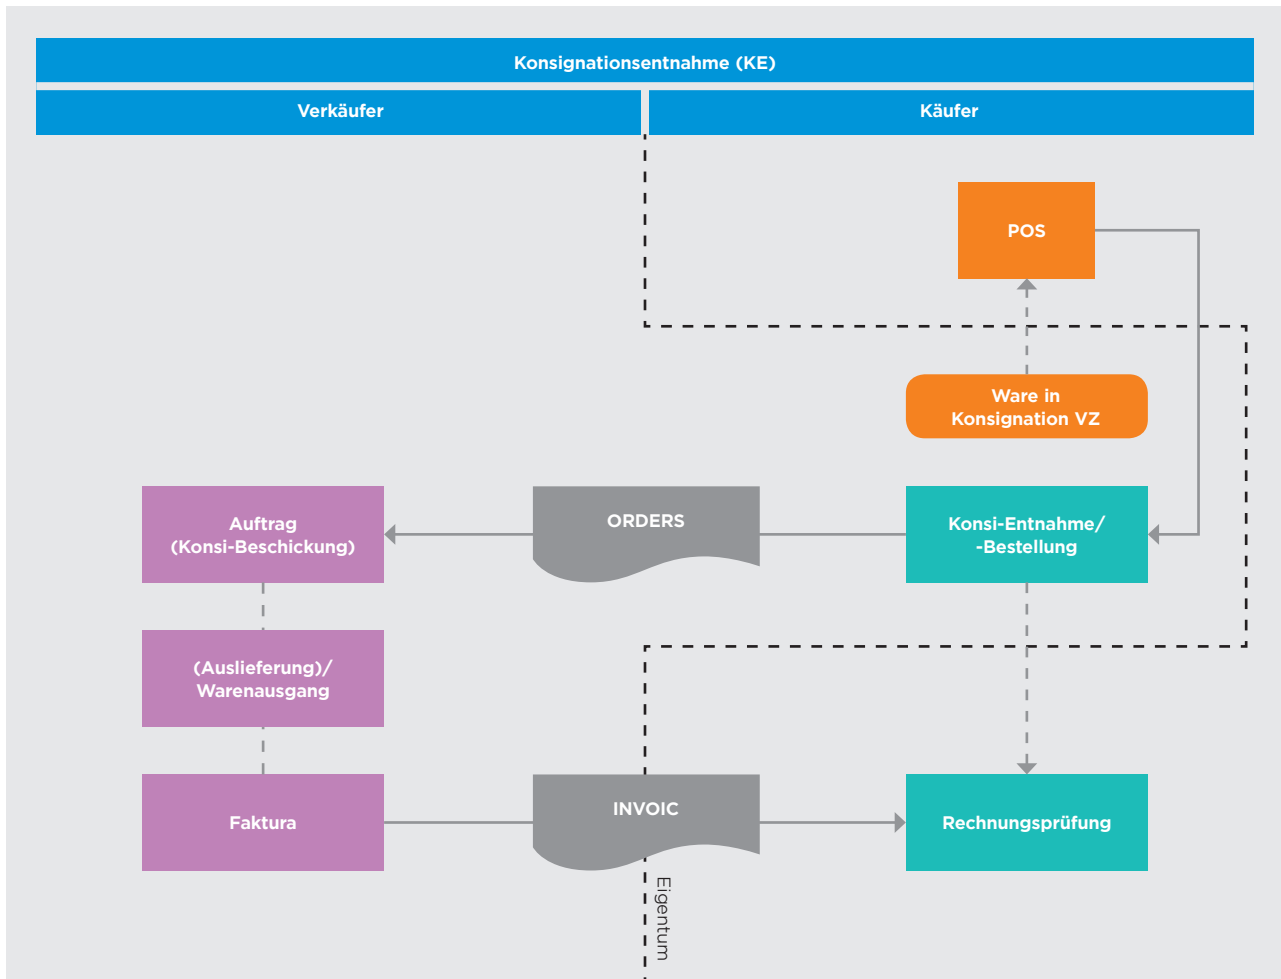 Konsignationsentnahme (KE)
Verkäufer
Käufer
POS
Ware in
Konsignation VZ
Auftrag
(Konsi-Beschickung)
ORDERS
Konsi-Entnahme/
-Bestellung
(Auslieferung)/
Warenausgang
Faktura
INVOIC
Rechnungsprüfung
Eigentum